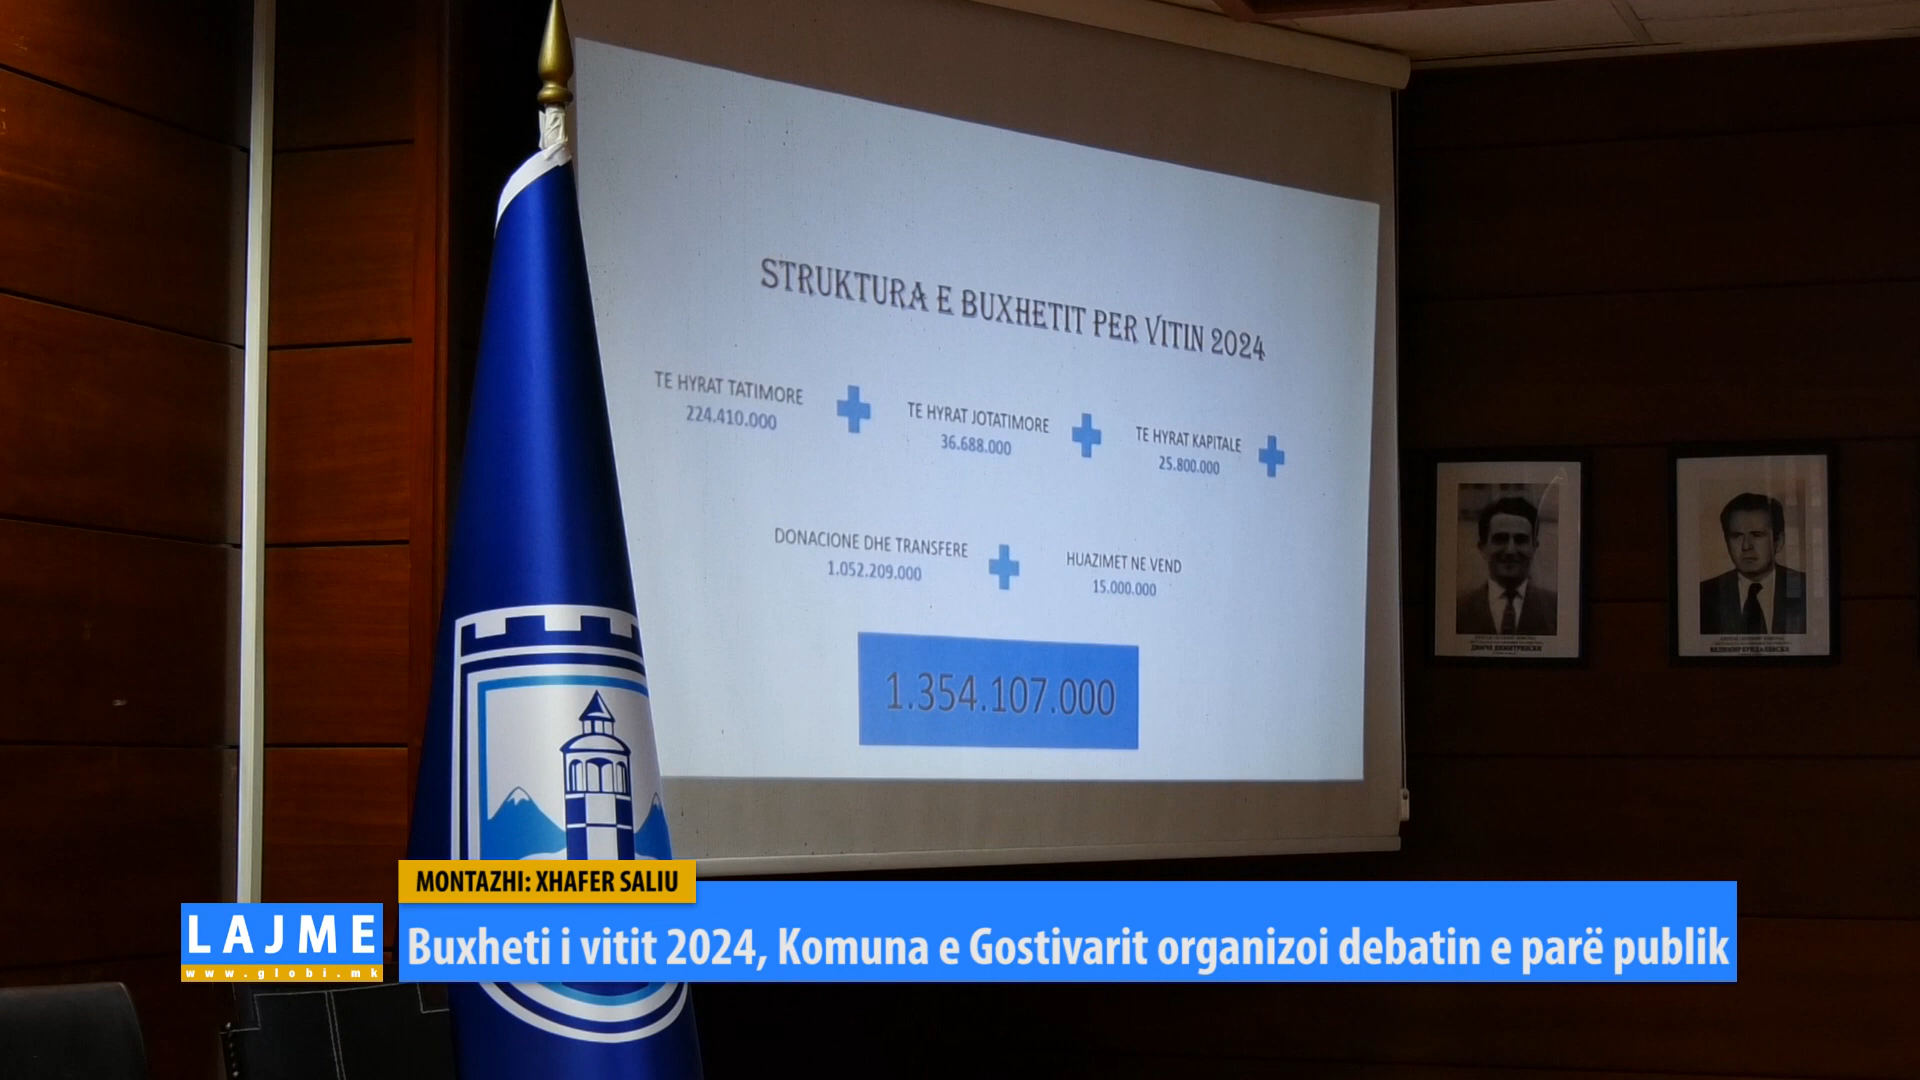 STRUKTURA E BUXHETIT PER VITIN 2024
TE HYRAT TATIMORE
224.410.000
TE HYRAT JOTATIMORE
36.688.000
TE HYRAT KAPITALE
25.800.000
DONACIONE DHE TRANSFERE
1.052.209.000
HUAZIMET NE VEND
15.000.000
1.354.107.000
MONTAZHI: XHAFER SALIU
LAJME
www.globi.mk
Buxheti i vitit 2024, Komuna e Gostivarit organizoi debatin e parë publik